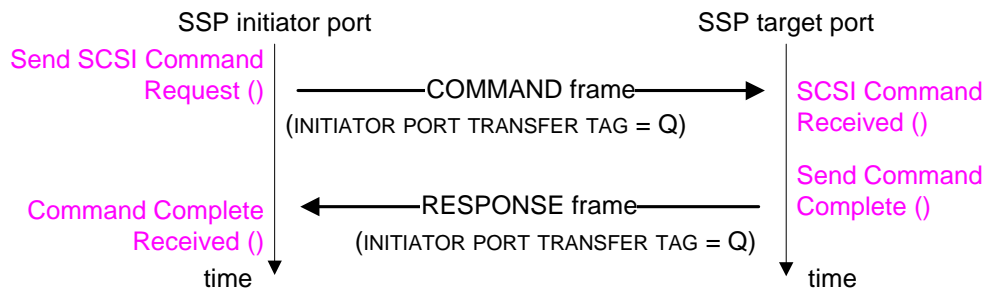 SSP initiator port
SSP target port
Send SCSI Command
Request ()
COMMAND frame
(INITIATOR PORT TRANSFER TAG = Q)
SCSI Command
Received ()
Send Command
Complete ()
Command Complete
Received ()
RESPONSE frame
(INITIATOR PORT TRANSFER TAG = Q)
time
time